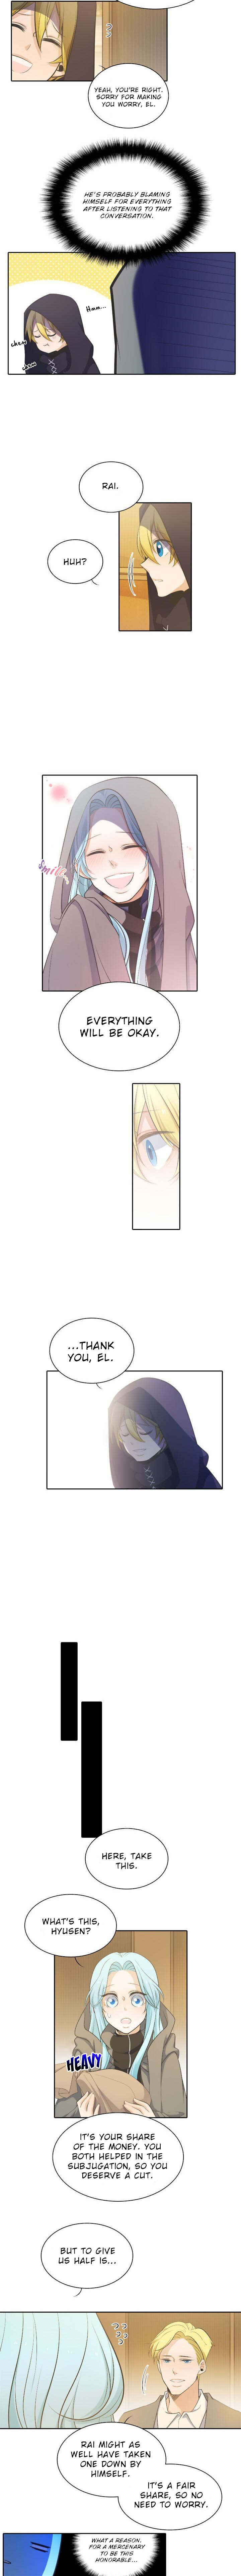 YEAH, YOU'RE RIGHT.
SORRY FOR MAKING
YOU WORRY, EL.
HE'S PROBABLY BLAMING
HIMSELF FOR EVERYTHING
AFTER LISTENING TO THAT
CONVERSATION.
Hmm...
chew
chew
RAI.
HUH?
SMILE
EVERYTHING
WILL BE OKAY.
...THANK
YOU, EL.
HERE, TAKE
THIS.
WHAT'S THIS,
HYUSEN?
HEAVY
IT'S YOUR SHARE
OF THE MONEY. YOU
BOTH HELPED IN THE
SUBJUGATION, SO YOU
DESERVE A CUT.
BUT TO GIVE
US HALF IS...
RAI MIGHT AS
WELL HAVE TAKEN
ONE DOWN BY
HIMSELF.
IT'S A FAIR
SHARE, SO NO
NEED TO WORRY.
WHAT A REASON.
FOR A MERCENARY
TO BE THIS
HONORABLE...